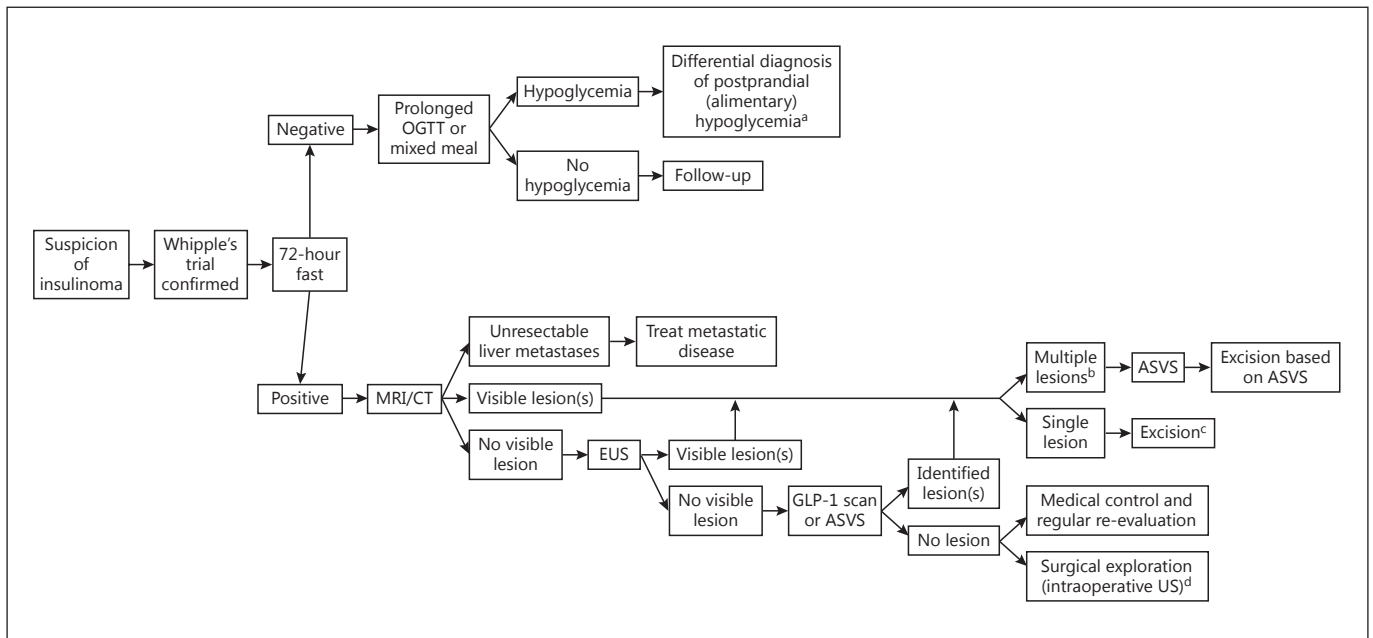 Differential diagnosis
of postprandial
(alimentary)
hypoglycemiaᵃ
Hypoglycemia
Prolonged
OGTT or
mixed meal
Negative
No
hypoglycemia
Follow-up
Suspicion
of
insulinoma
Whipple's
trial
confirmed
72-hour
fast
Unresectable
liver metastases
Treat metastatic
disease
Multiple
lesionsᵇ
ASVS
Excision based
on ASVS
Positive
MRI/CT
Visible lesion(s)
Single
lesion
Excisionᶜ
No visible
lesion
EUS
Visible lesion(s)
Identified
lesion(s)
No visible
lesion
GLP-1 scan
or ASVS
Medical control and
regular re-evaluation
No lesion
Surgical exploration
(intraoperative US)ᵈ